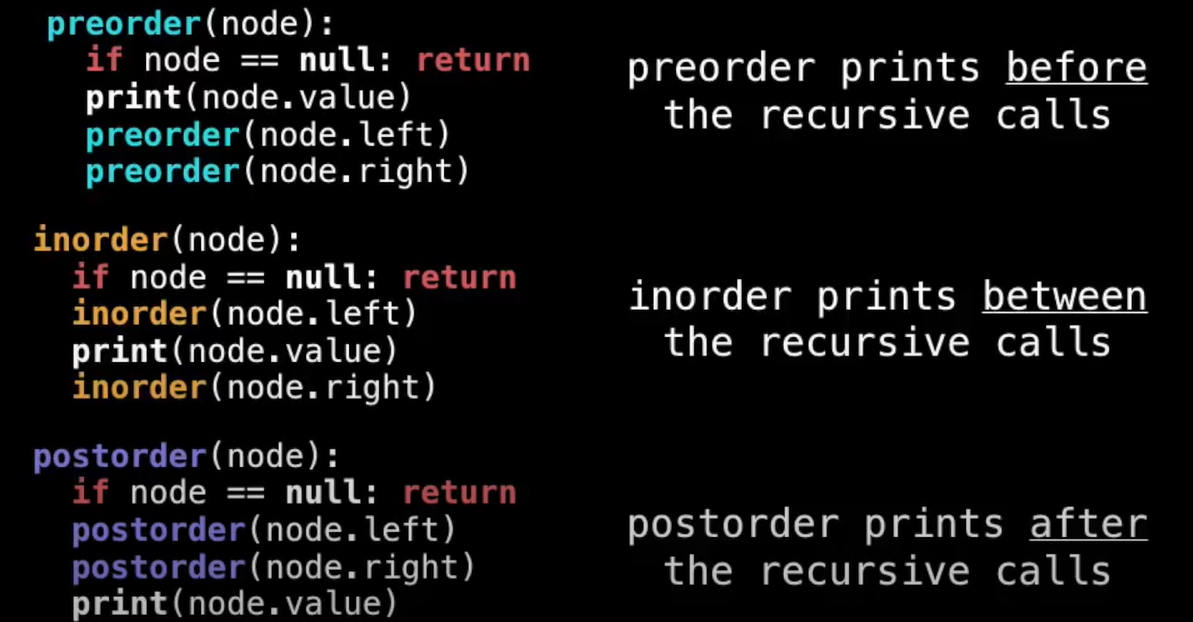 preorder(node):
if node == null: return
print(node.value)
preorder(node.left)
preorder(node.right)
preorder prints before
the recursive calls
inorder(node):
if node == null: return
inorder(node.left)
print(node.value)
inorder(node.right)
inorder prints between
the recursive calls
postorder(node):
if node == null: return
postorder(node.left)
postorder(node.right)
print(node.value)
postorder prints after
the recursive calls